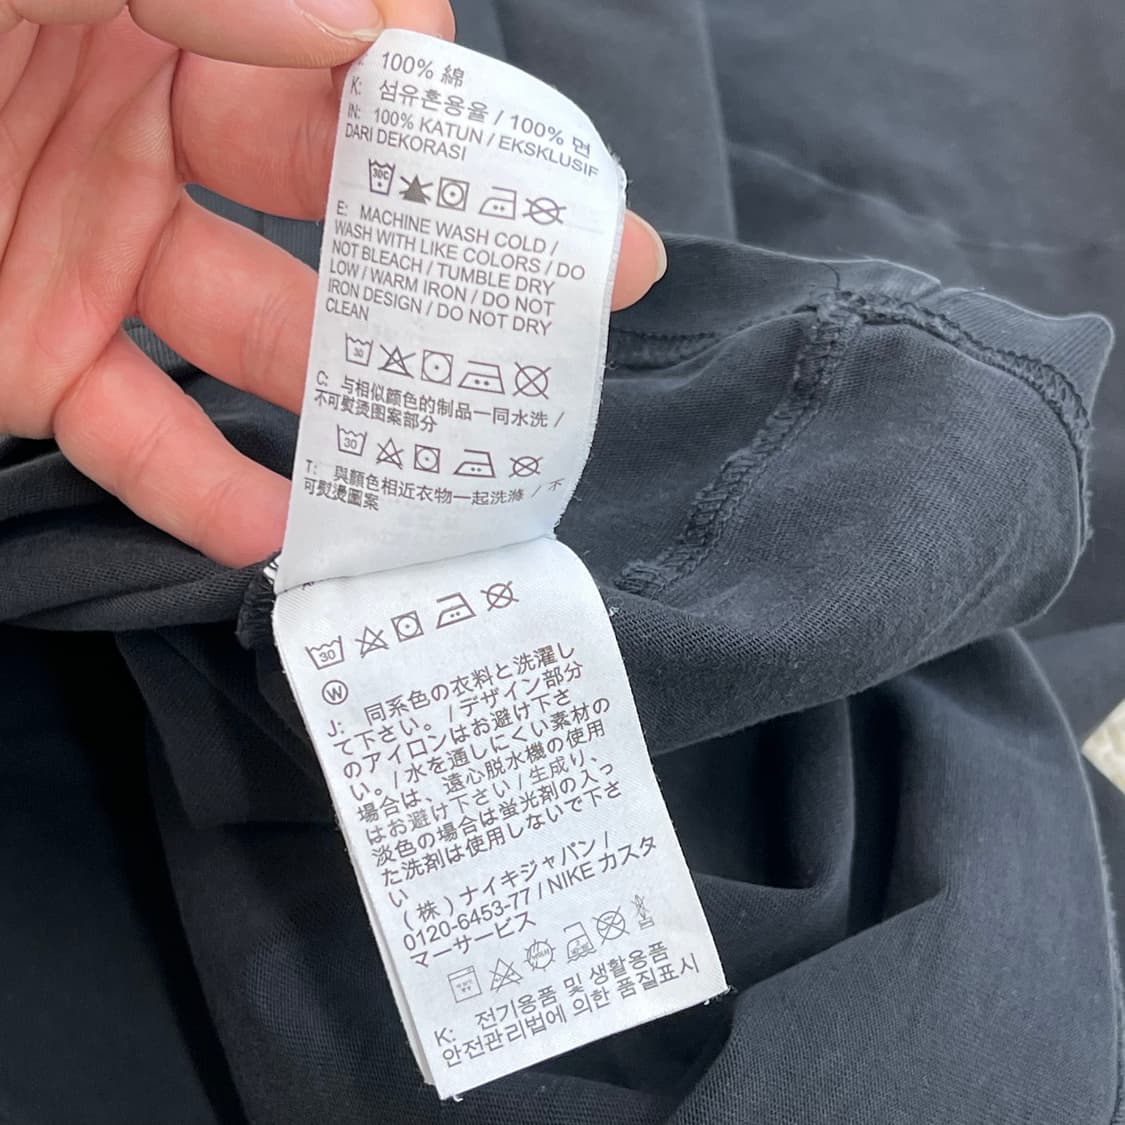 100% 綿
K: 섬유혼용율 / 100% 면
IN: 100% KATUN / EKSKLUSIF
DARI DEKORASI
30C
E: MACHINE WASH COLD /
WASH WITH LIKE COLORS / DO
NOT BLEACH / TUMBLE DRY
LOW / WARM IRON / DO NOT
IRON DESIGN / DO NOT DRY
CLEAN
30
C: 与相似颜色的制品一同水洗 /
不可熨烫图案部分
30
T: 與顏色相近衣物一起洗滌 / 不
可熨燙圖案
30
W
J: 同系色の衣料と洗濯し
て下さい。 / デザイン部分
のアイロンはお避け下さ
い。 / 水を通しにくい素材の
場合は、遠心脱水機の使用
はお避け下さい / 生成り、
淡色の場合は蛍光剤の入っ
た洗剤は使用しないで下さ
い
(株) ナイキジャパン /
0120-6453-77 / NIKE カスタ
マーサービス
K: 전기용품 및 생활용품
안전관리법에 의한 품질표시